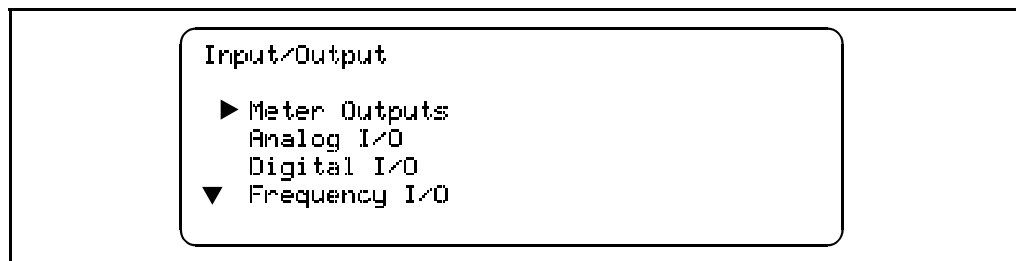 Input/Output
Meter Outputs
Analog I/O
Digital I/O
Frequency I/O